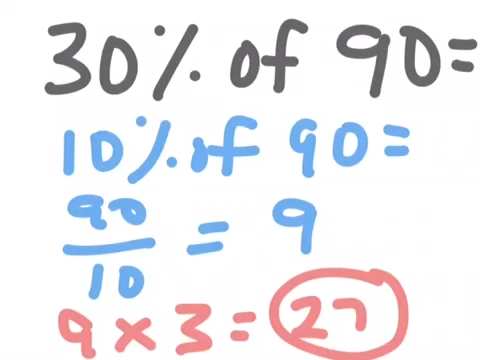 30% of 90=
10% of 90=
90/10 = 9
9 x 3 = 27